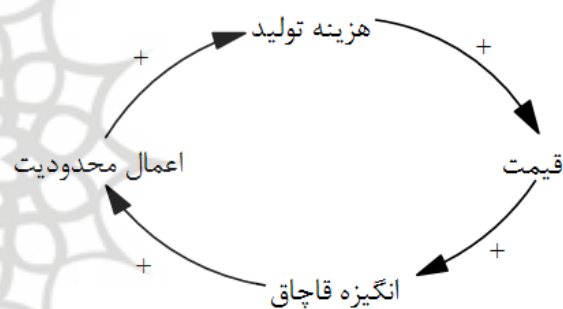 هزینه تولید
+
+
اعمال محدودیت
قیمت
+
+
انگیزه قاچاق